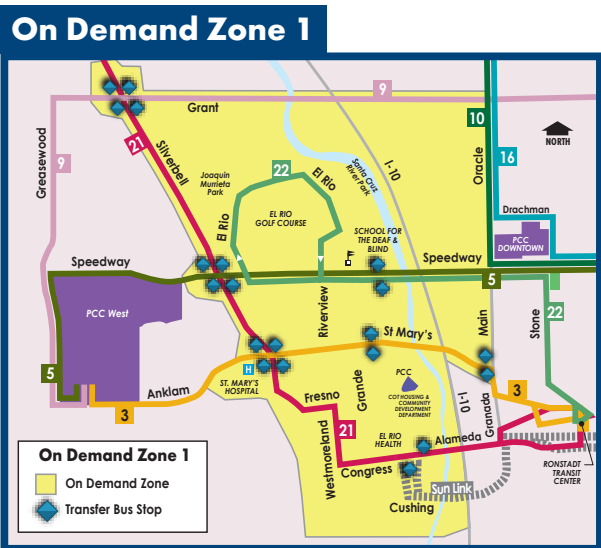 On Demand Zone 1
9
Grant
10
21
Silverbell
Greasewood
9
16
NORTH
22
El Rio
Joaquin
Murrieta
Park
Santa Cruz
River Park
I-10
Oracle
El Rio
EL RIO
GOLF COURSE
Drachman
SCHOOL FOR
THE DEAF &
BLIND
PCC
DOWNTOWN
Speedway
Speedway
5
PCC West
Riverview
St Mary's
Main
Stone
22
H
ST. MARY'S
HOSPITAL
PCC
COT HOUSING &
COMMUNITY
DEVELOPMENT
DEPARTMENT
5
Anklam
3
Fresno
Grande
I-10
Granada
3
21
Westmoreland
EL RIO
HEALTH
Alameda
Congress
Sun Link
Cushing
RONSTADT
TRANSIT
CENTER
On Demand Zone 1
On Demand Zone
Transfer Bus Stop